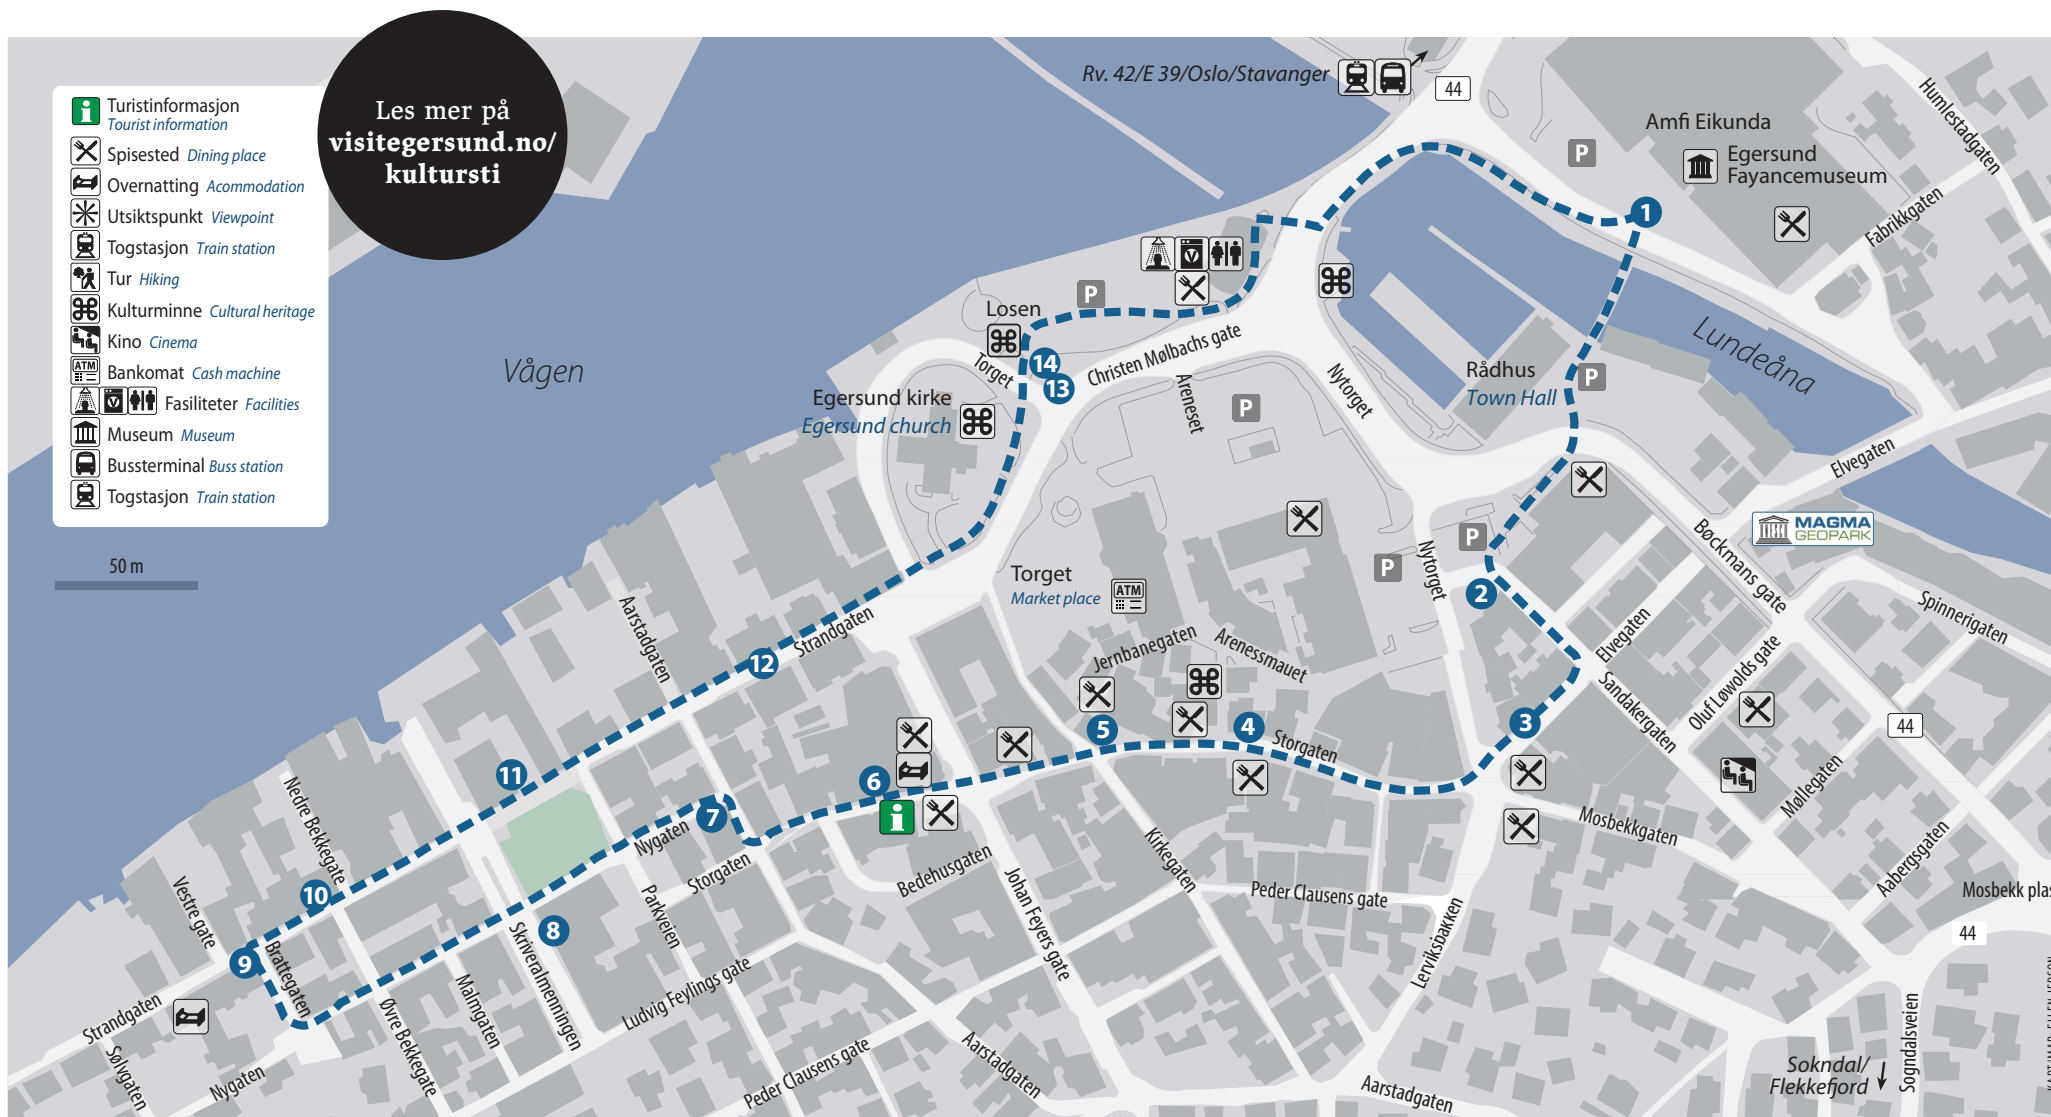 Les mer på
visitegersund.no/
kultursti
Turistinformasjon
Tourist information
Spisested Dining place
Overnatting Acommodation
Utsiktspunkt Viewpoint
Togstasjon Train station
Tur Hiking
Kulturminne Cultural heritage
Kino Cinema
ATM
Bankomat Cash machine
V
Fasiliteter Facilities
Museum Museum
Bussterminal Buss station
Togstasjon Train station
50 m
Vågen
Rv. 42/E 39/Oslo/Stavanger
44
Amfi Eikunda
Egersund
Fayancemuseum
Humlestadgaten
Fabrikkgaten
P
1
V
P
Losen
14
13
Torget
Christen Mølbachs gate
Egersund kirke
Egersund church
Areneset
P
Nytorget
Rådhus
Town Hall
P
Lundeåna
Elvegaten
MAGMA
GEOPARK
Bøckmans gate
Spinnerigaten
P
P
Nytorget
2
Torget
Market place
ATM
Jernbanegaten
Arenessmauet
Elvegaten
Sandakergaten
Oluf Løwolds gate
44
3
4
5
Storgaten
6
i
7
12
Strandgaten
Aarstadgaten
11
Nedre Bekkegate
10
Vestre gate
9
Brattegaten
Strandgaten
Sølvgaten
Nygaten
Øvre Bekkegate
Malmgaten
Skriveralmenningen
8
Nygaten
Storgaten
Parkveien
Ludvig Feylings gate
Bedehusgaten
Johan Feyers gate
Kirkegaten
Peder Clausens gate
Lerviksbakken
Mosbekkgaten
Møllegaten
Aabergsgaten
Mosbekk plas
44
Peder Clausens gate
Aarstadgaten
Aarstadgaten
Sokndal/
Flekkefjord
Sogndalsveien